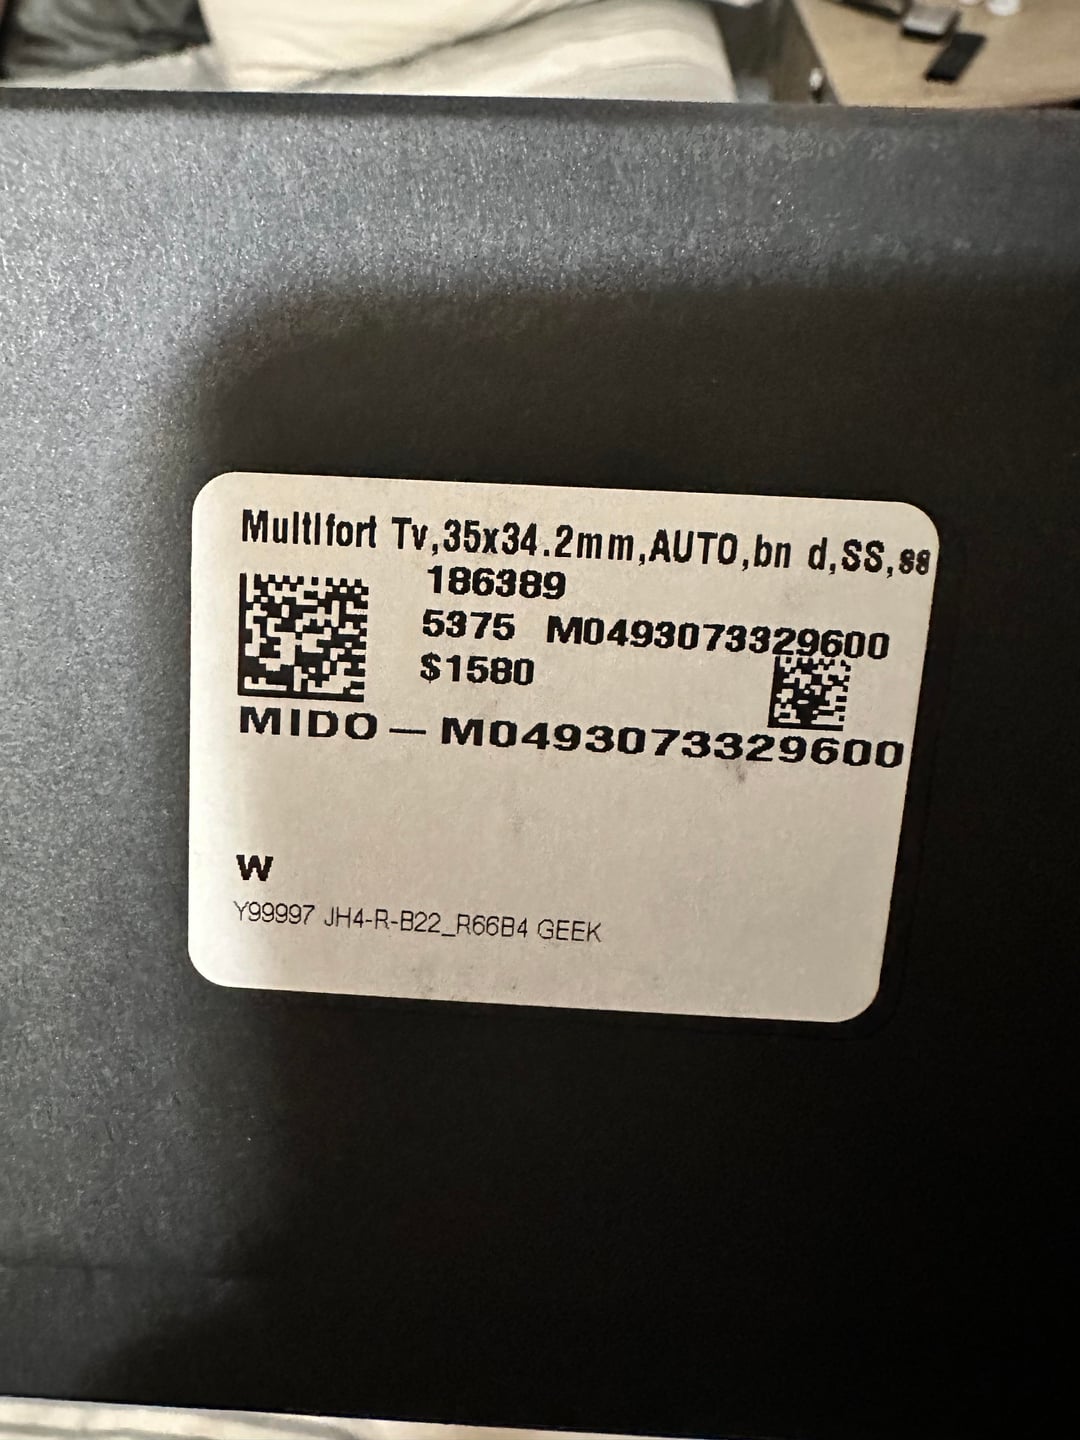 Multifort Tv,35x34.2mm,AUTO,bn d,SS,ss
186389
5375 M0493073329600
$1580
MIDO - M0493073329600
W
Y99997 JH4-R-B22_R66B4 GEEK